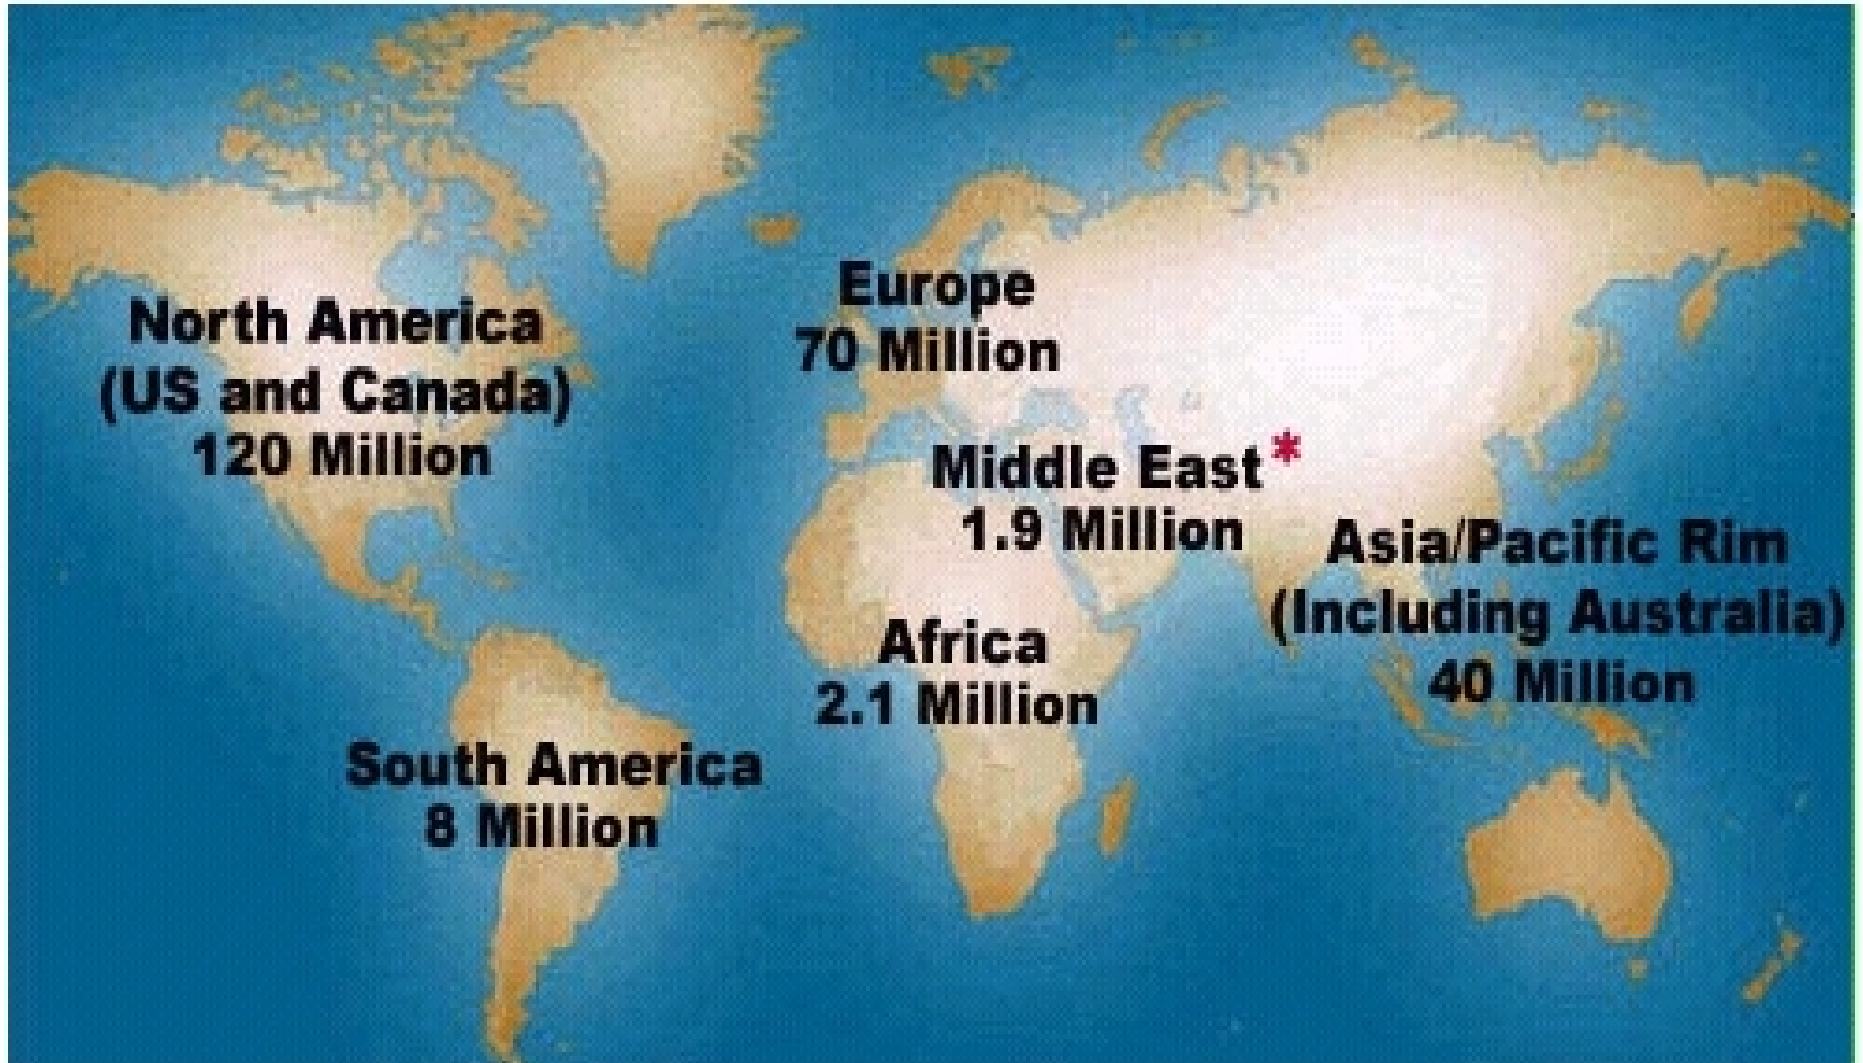 North America
(US and Canada)
120 Million
Europe
70 Million
Middle East*
1.9 Million
Asia/Pacific Rim
(Including Australia)
40 Million
Africa
2.1 Million
South America
8 Million